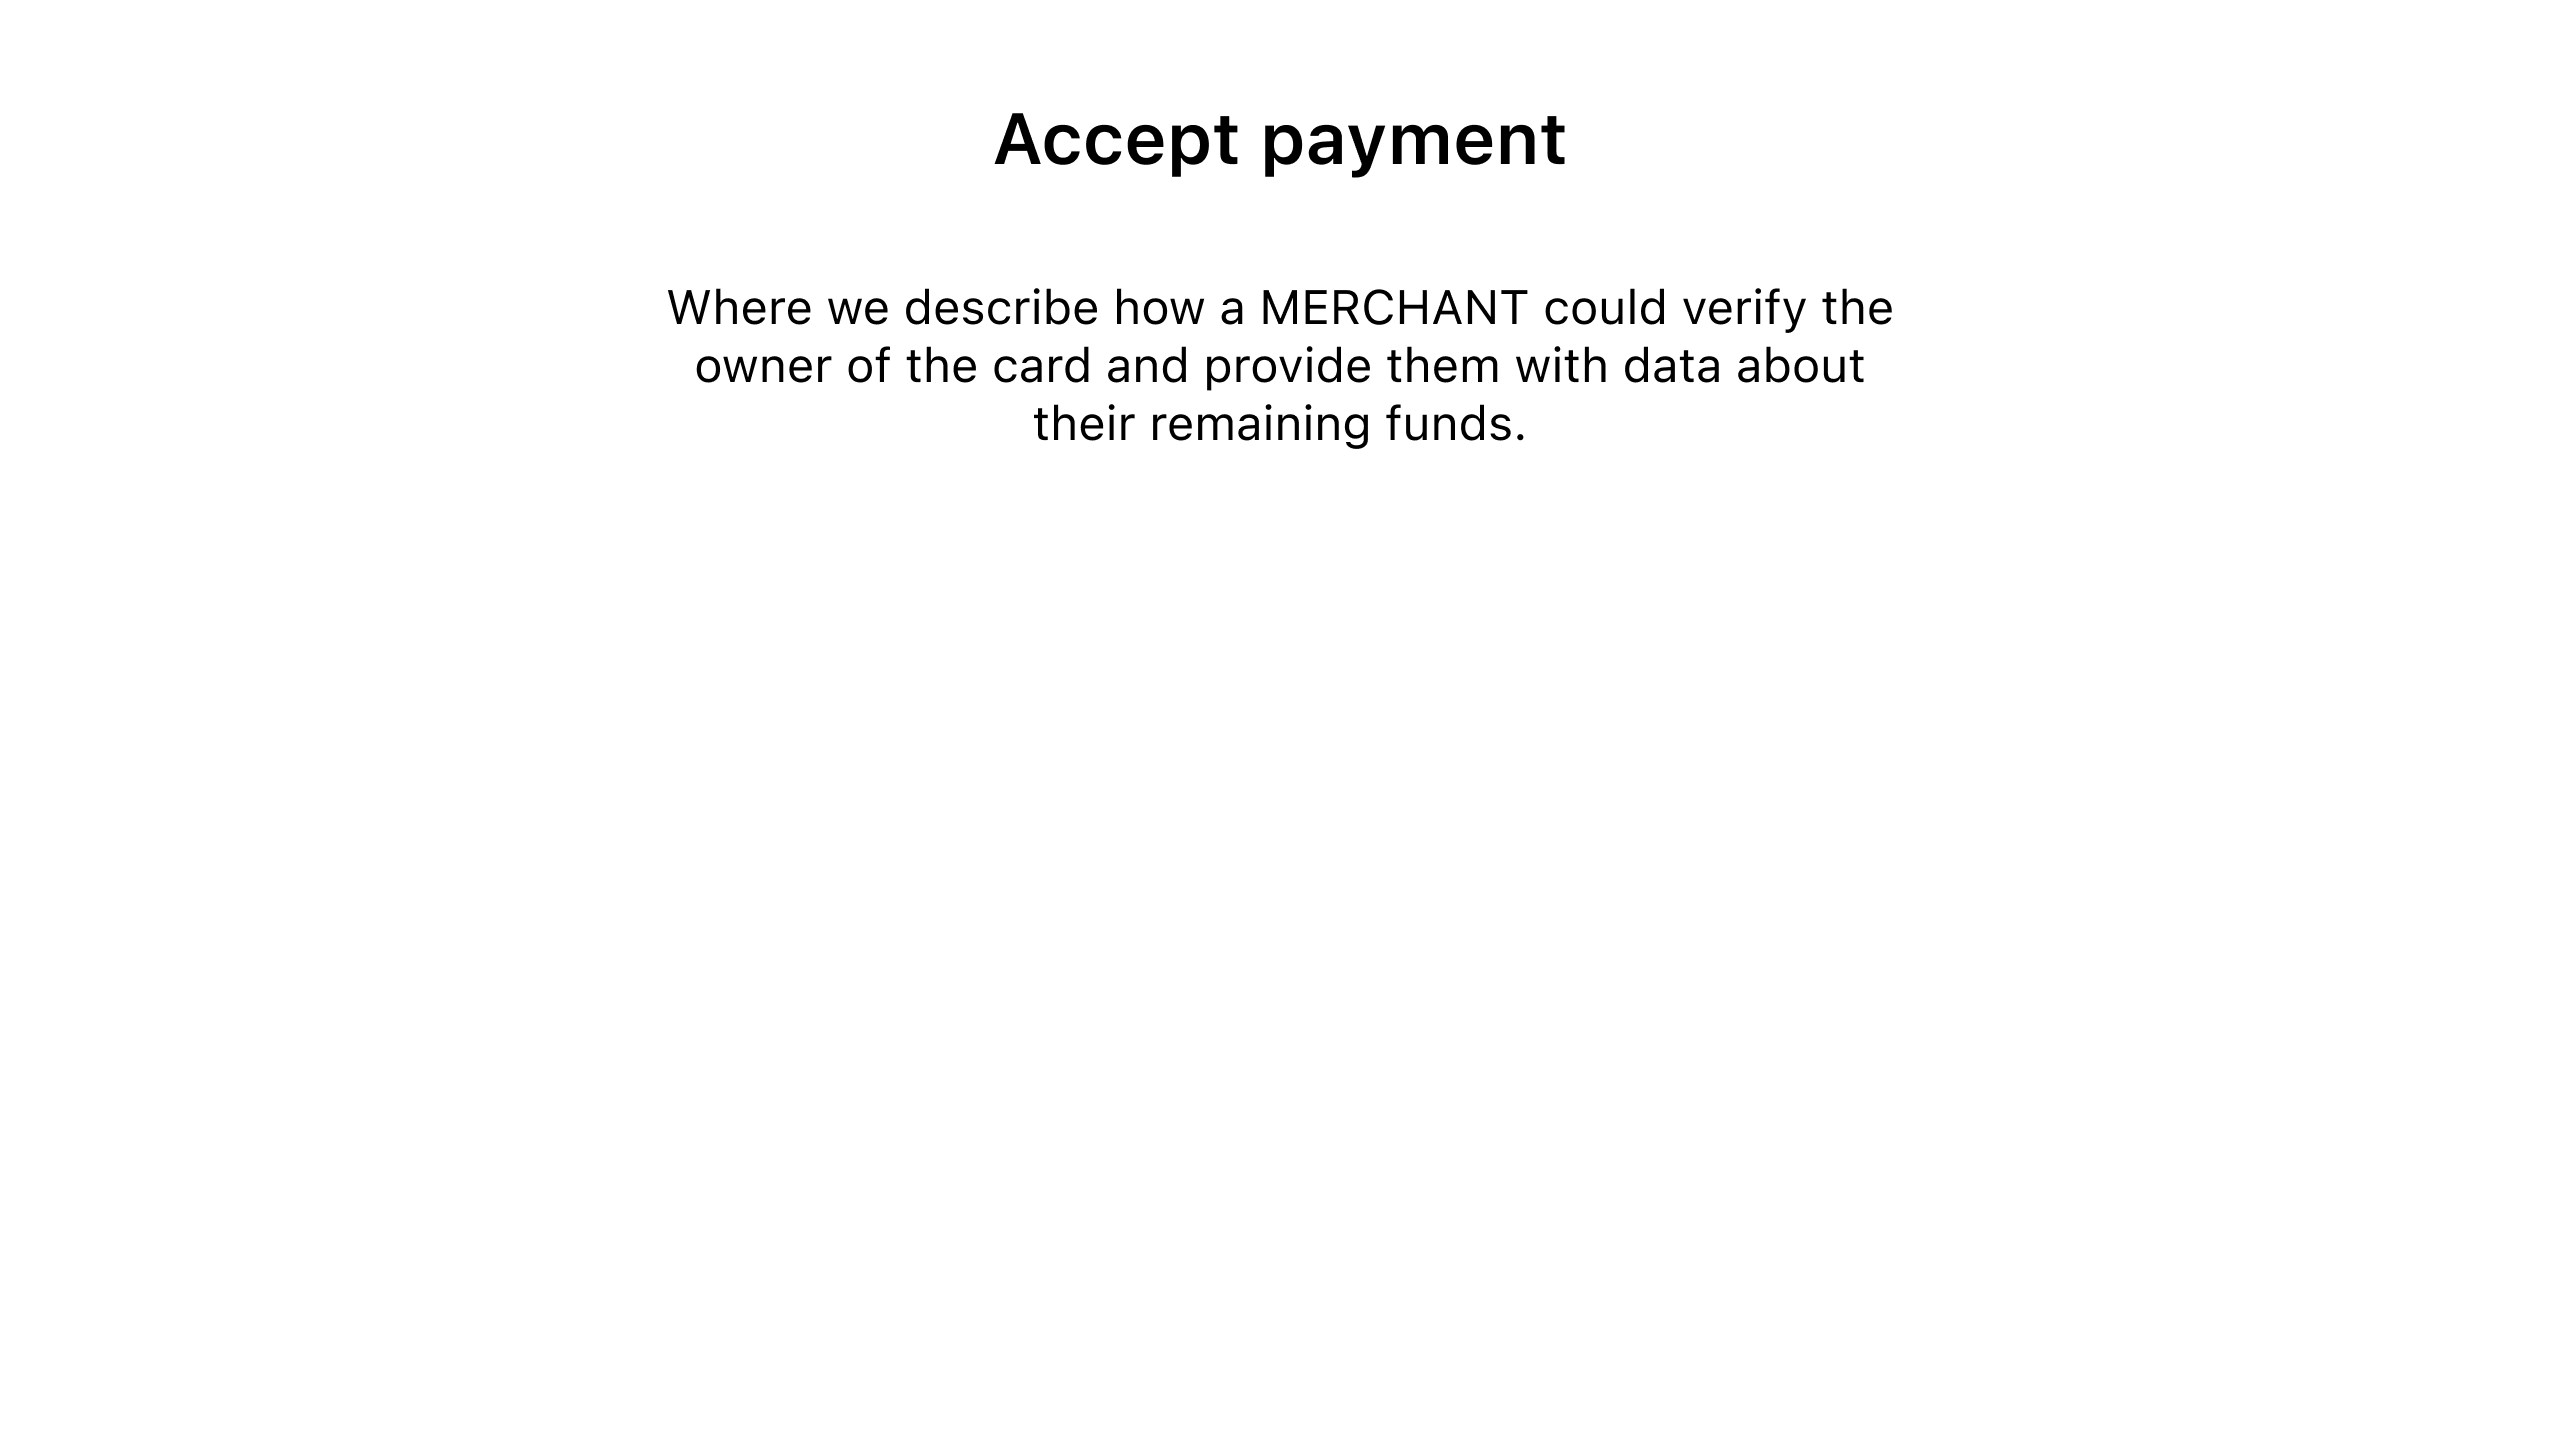 Accept payment
Where we describe how a MERCHANT could verify the
owner of the card and provide them with data about
their remaining funds.